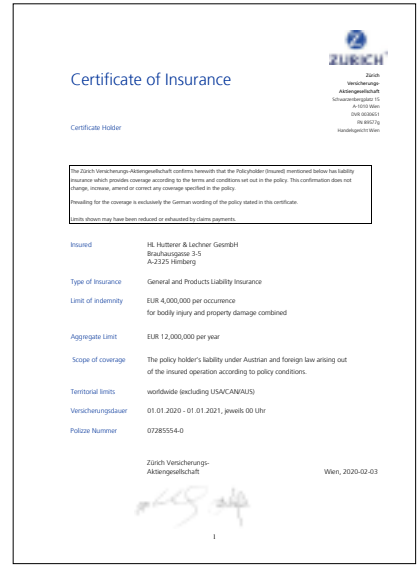 ZURICH
Certificate of Insurance
Zürich
Versicherungs-
Aktiengesellschaft
Schwarzenbergplatz 15
A-1010 Wien
DVR 0036651
FN 89577g
Handelsgericht Wien
Certificate Holder
The Zürich Versicherungs-Aktiengesellschaft confirms herewith that the Policyholder (Insured) mentioned below has liability
insurance which provides coverage according to the terms and conditions set out in the policy. This confirmation does not
change, increase, amend or correct any coverage specified in the policy.
Prevailing for the coverage is exclusively the German wording of the policy stated in this certificate.
Limits shown may have been reduced or exhausted by claims payments
Insured HL Hutterer & Lechner GesmbH
Brauhausgasse 3-5
A-2325 Himberg
Type of Insurance General and Products Liability Insurance
Limit of indemnity EUR 4,000,000 per occurrence
for bodily injury and property damage combined
Aggregate Limit EUR 12,000,000 per year
Scope of coverage The policy holder's liability under Austrian and foreign law arising out
of the insured operation according to policy conditions.
Territorial limits worldwide (excluding USA/CAN/AUS)
Versicherungsdauer 01.01.2020 - 01.01.2021, jeweils 00 Uhr
Polizze Nummer 07285554-0
Zürich Versicherungs-
Aktiengesellschaft Wien, 2020-02-03
1